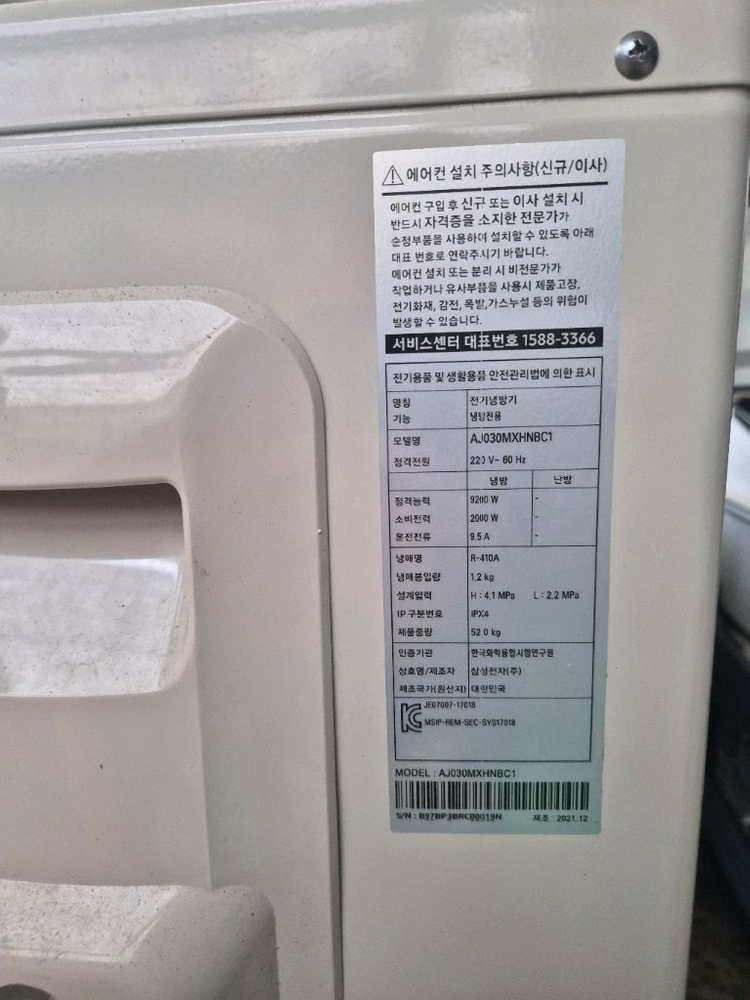 에어컨 설치 주의사항(신규/이사)
에어컨 구입 후 신규 또는 이사 설치 시
반드시 자격증을 소지한 전문가가
순정부품을 사용하여 설치할 수 있도록 아래
대표 번호로 연락주시기 바랍니다.
에어컨 설치 또는 분리 시 비전문가가
작업하거나 유사부품을 사용시 제품고장,
전기화재, 감전, 폭발,가스누설 등의 위험이
발생할 수 있습니다.
서비스센터 대표번호 1588-3366
전기용품 및 생활용품 안전관리법에 의한 표시
명칭 전기냉방기
기능 냉방전용
모델명 AJ030MXHNBC1
정격전원 220 V~ 60 Hz
냉방 난방
정격능력 9200 W -
소비전력 2000 W -
운전전류 9.5 A -
냉매명 R-410A
냉매봉입량 1.2 kg
설계압력 H : 4.1 MPa L : 2.2 MPa
IP 구분번호 IPX4
제품중량 52.0 kg
인증기관 한국화학융합시험연구원
상호명/제조자 삼성전자(주)
제조국가(원산지) 대한민국
JE07007-17018
MSIP-REM-SEC-SYS17018
MODEL : AJ030MXHNBC1
S/N : B97BPJBRC00019N 제조 : 2021.12